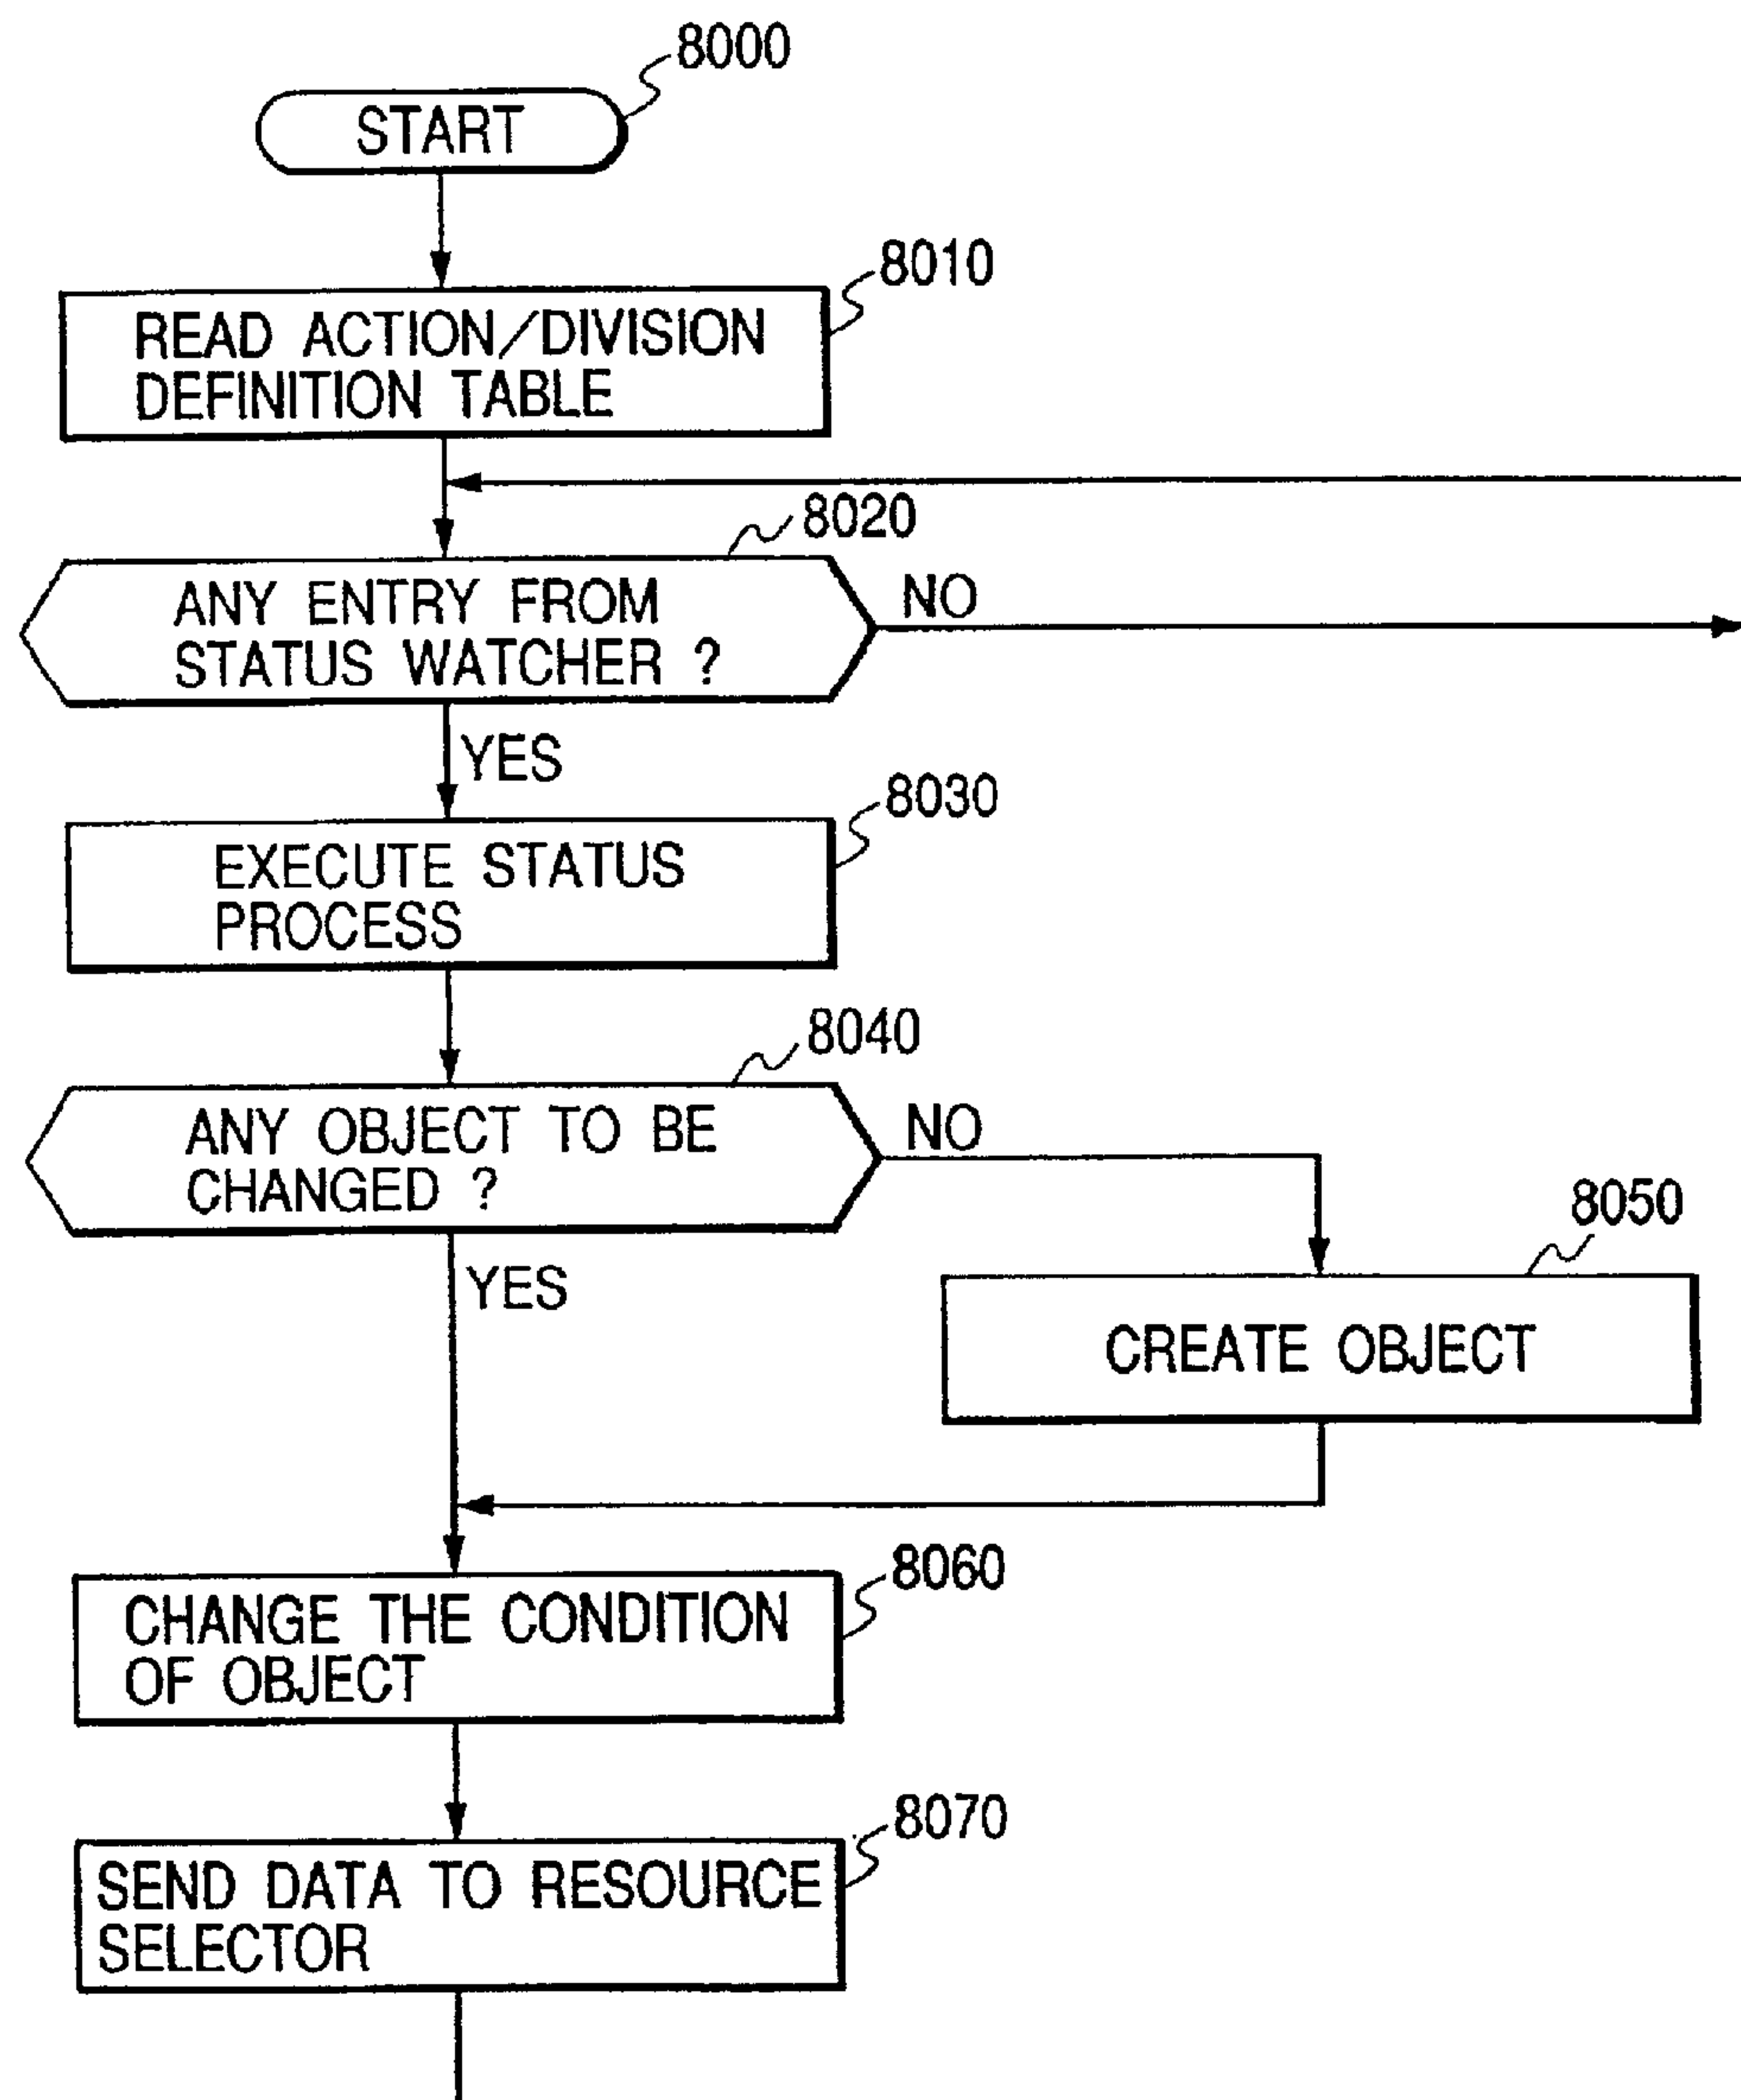 8000
START
8010
READ ACTION/DIVISION
DEFINITION TABLE
8020
ANY ENTRY FROM
STATUS WATCHER ?
NO
YES
8030
EXECUTE STATUS
PROCESS
8040
ANY OBJECT TO BE
CHANGED ?
NO
YES
8050
CREATE OBJECT
8060
CHANGE THE CONDITION
OF OBJECT
8070
SEND DATA TO RESOURCE
SELECTOR